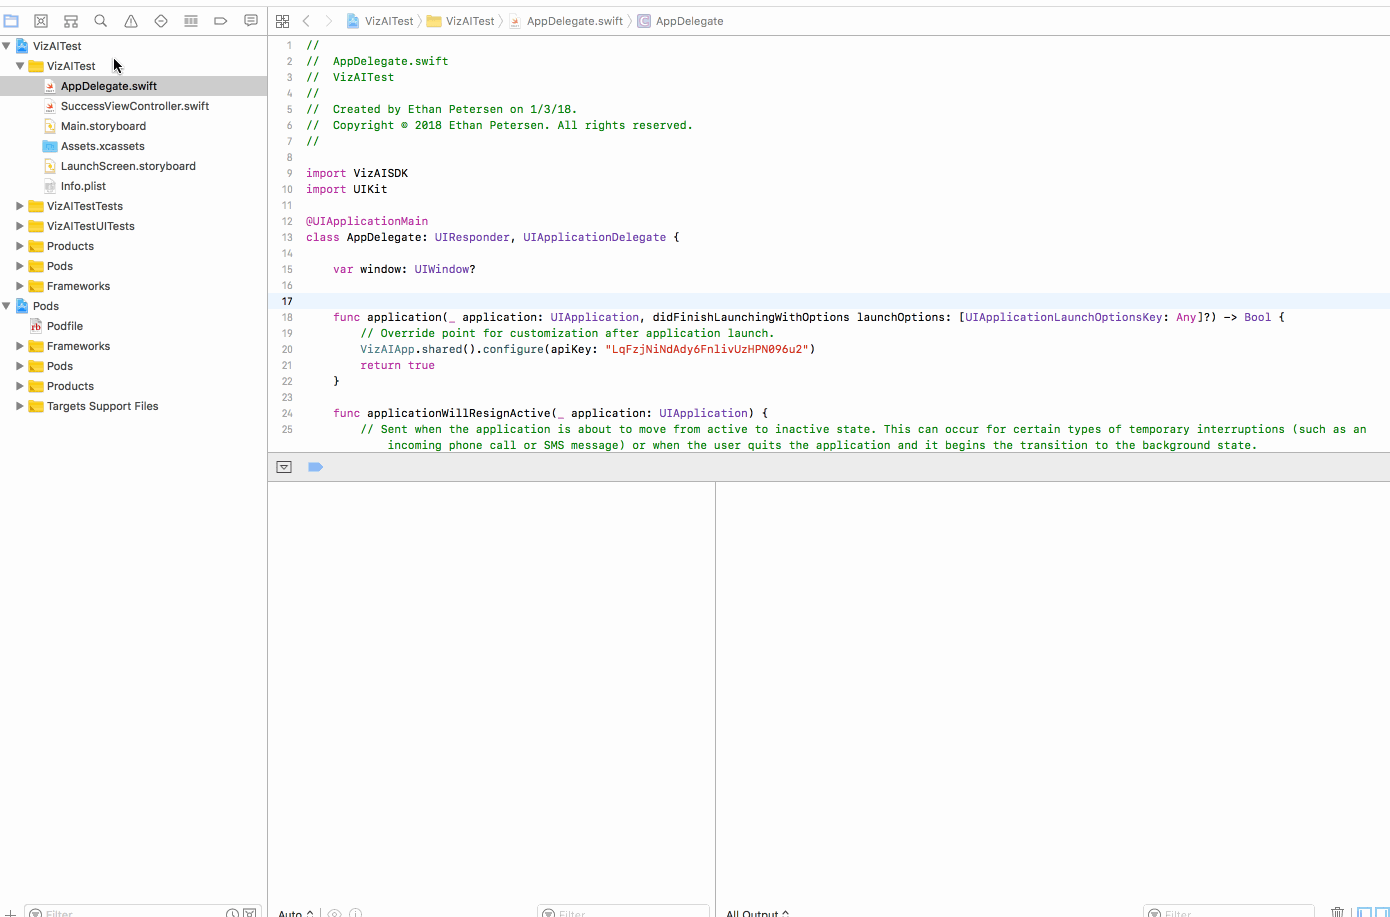 VizAITest
VizAITest
AppDelegate.swift
SuccessViewController.swift
Main.storyboard
Assets.xcassets
LaunchScreen.storyboard
Info.plist
VizAITestTests
VizAITestUITests
Products
Pods
Frameworks
Pods
rb Podfile
Frameworks
Pods
Products
Targets Support Files
Filter
VizAITest VizAITest AppDelegate.swift C AppDelegate
1 //
2 //  AppDelegate.swift
3 //  VizAITest
4 //
5 //  Created by Ethan Petersen on 1/3/18.
6 //  Copyright © 2018 Ethan Petersen. All rights reserved.
7 //
8
9 import VizAISDK
10 import UIKit
11
12 @UIApplicationMain
13 class AppDelegate: UIResponder, UIApplicationDelegate {
14
15     var window: UIWindow?
16
17
18     func application(_ application: UIApplication, didFinishLaunchingWithOptions launchOptions: [UIApplicationLaunchOptionsKey: Any]?) -> Bool {
19         // Override point for customization after application launch.
20         VizAIApp.shared().configure(apiKey: "LqFzjNiNdAdy6FnlivUzHPN096u2")
21         return true
22     }
23
24     func applicationWillResignActive(_ application: UIApplication) {
25         // Sent when the application is about to move from active to inactive state. This can occur for certain types of temporary interruptions (such as an
incoming phone call or SMS message) or when the user quits the application and it begins the transition to the background state.
Auto Filter
All Output Filter